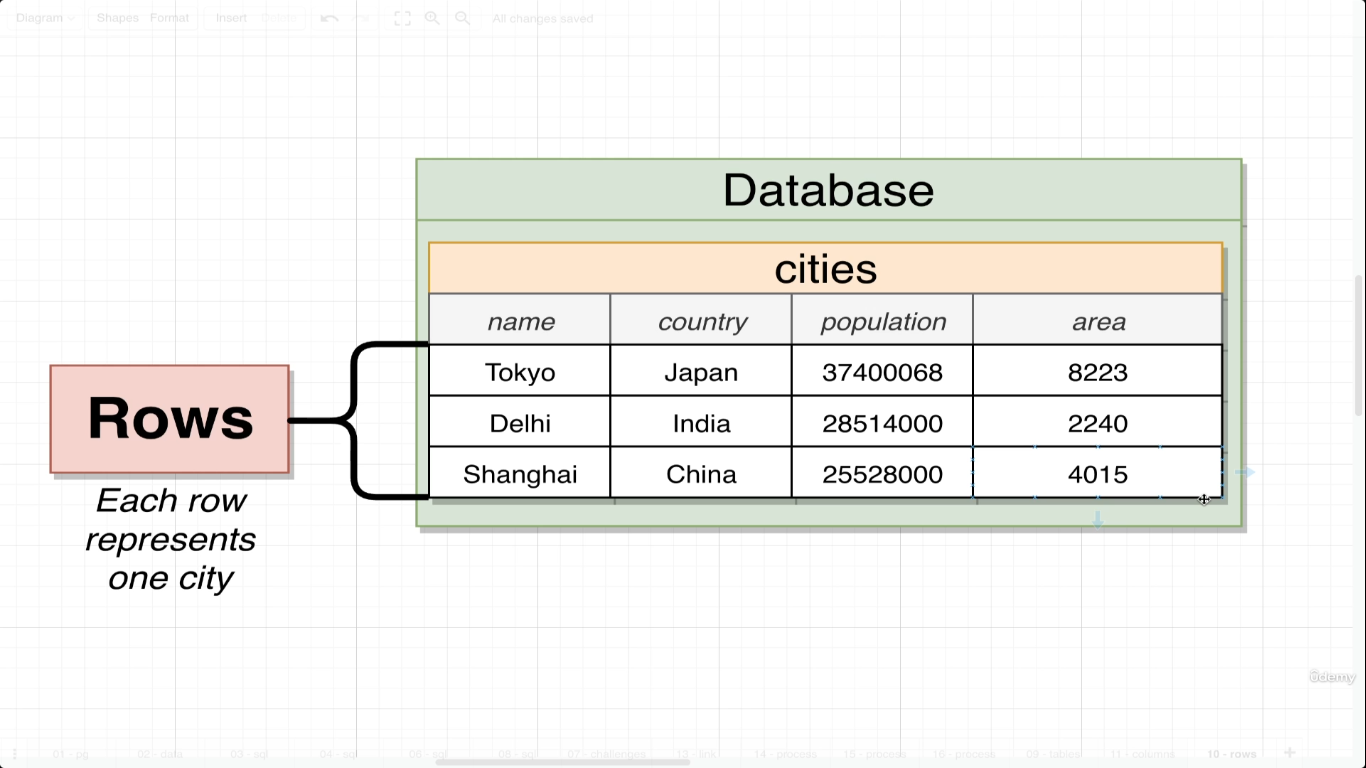 Diagram Shapes Format Insert Delete All changes saved
Database
cities
name country population area
Tokyo Japan 37400068 8223
Delhi India 28514000 2240
Shanghai China 25528000 4015
Rows
Each row
represents
one city
ûdemy
01 - pg 02 - data 03 - sql 04 - sql 06 - sql 08 - sql 07 - challenges 13 - link 14 - process 15 - process 16 - process 09 - tables 11 - columns 10 - rows